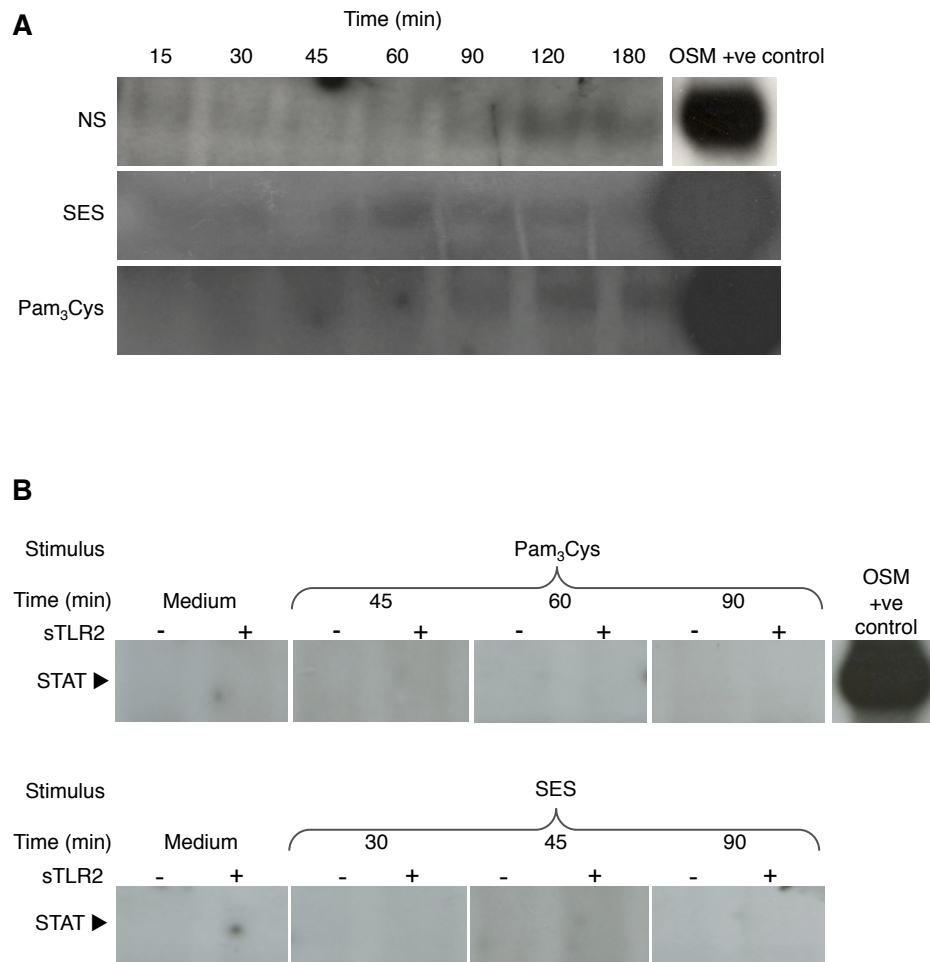 A
Time (min)
15 30 45 60 90 120 180 OSM +ve control
NS
SES
Pam₃Cys
B
Stimulus Pam₃Cys
Time (min) Medium 45 60 90 OSM +ve control
sTLR2 - + - + - + - +
STAT ▶
Stimulus SES
Time (min) Medium 30 45 90
sTLR2 - + - + - + - +
STAT ▶